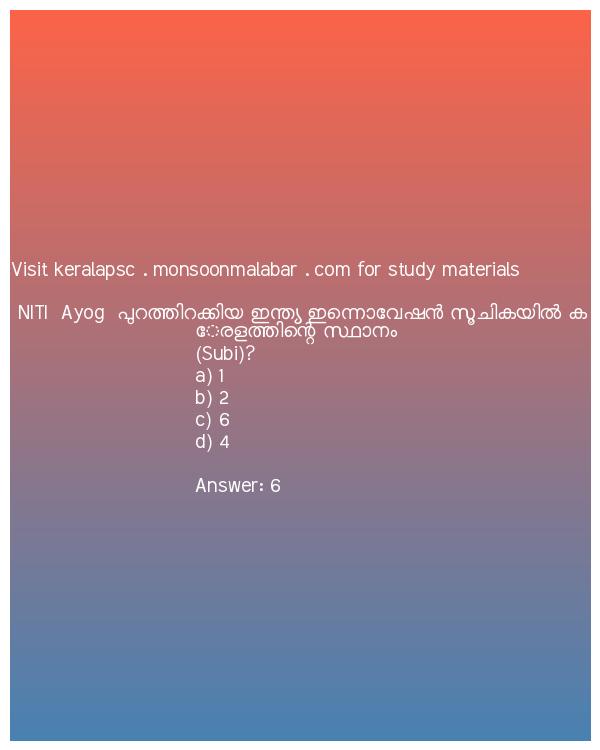 Visit keralapsc . monsoonmalabar . com for study materials
NITI Ayog പുറത്തിറക്കിയ ഇന്ത്യ ഇന്നൊവേഷൻ സൂചികയിൽ ക
േരളത്തിന്റെ സ്ഥാനം
(Subi)?
a) 1
b) 2
c) 6
d) 4
Answer: 6